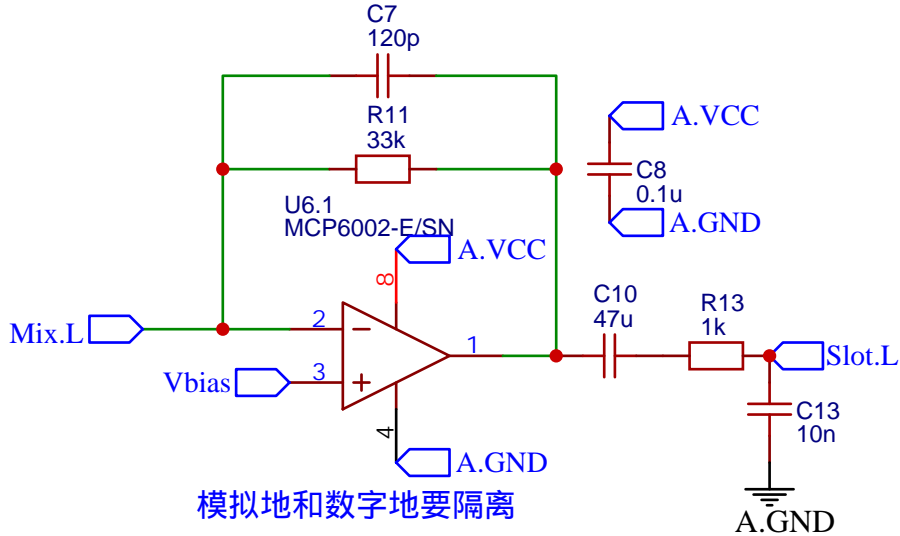 C7
120p
R11
33k
A.VCC
C8
0.1u
A.GND
U6.1
MCP6002-E/SN
A.VCC
8
Mix.L
2
1
Vbias
3
4
A.GND
C10
47u
R13
1k
Slot.L
C13
10n
A.GND
模拟地和数字地要隔离